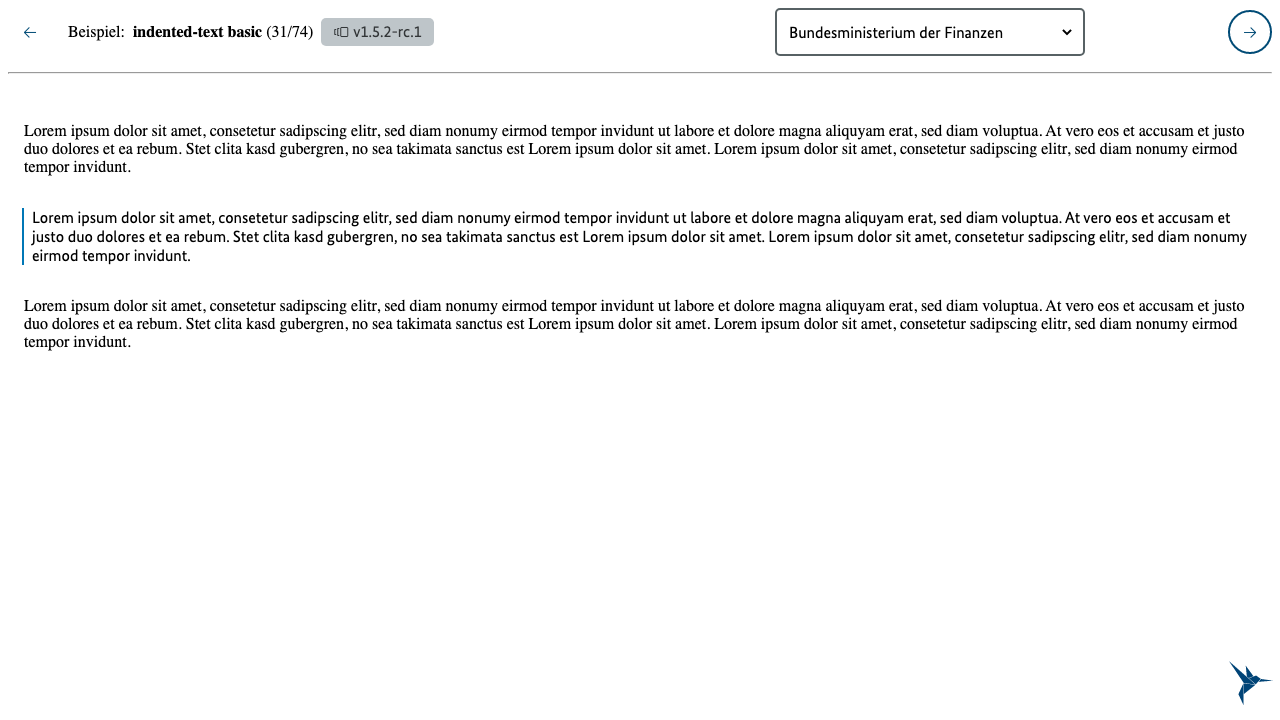 Beispiel: indented-text basic (31/74) v1.5.2-rc.1 Bundesministerium der Finanzen
Lorem ipsum dolor sit amet, consetetur sadipscing elitr, sed diam nonumy eirmod tempor invidunt ut labore et dolore magna aliquyam erat, sed diam voluptua. At vero eos et accusam et justo
duo dolores et ea rebum. Stet clita kasd gubergren, no sea takimata sanctus est Lorem ipsum dolor sit amet. Lorem ipsum dolor sit amet, consetetur sadipscing elitr, sed diam nonumy eirmod
tempor invidunt.
Lorem ipsum dolor sit amet, consetetur sadipscing elitr, sed diam nonumy eirmod tempor invidunt ut labore et dolore magna aliquyam erat, sed diam voluptua. At vero eos et accusam et
justo duo dolores et ea rebum. Stet clita kasd gubergren, no sea takimata sanctus est Lorem ipsum dolor sit amet. Lorem ipsum dolor sit amet, consetetur sadipscing elitr, sed diam nonumy
eirmod tempor invidunt.
Lorem ipsum dolor sit amet, consetetur sadipscing elitr, sed diam nonumy eirmod tempor invidunt ut labore et dolore magna aliquyam erat, sed diam voluptua. At vero eos et accusam et justo
duo dolores et ea rebum. Stet clita kasd gubergren, no sea takimata sanctus est Lorem ipsum dolor sit amet. Lorem ipsum dolor sit amet, consetetur sadipscing elitr, sed diam nonumy eirmod
tempor invidunt.